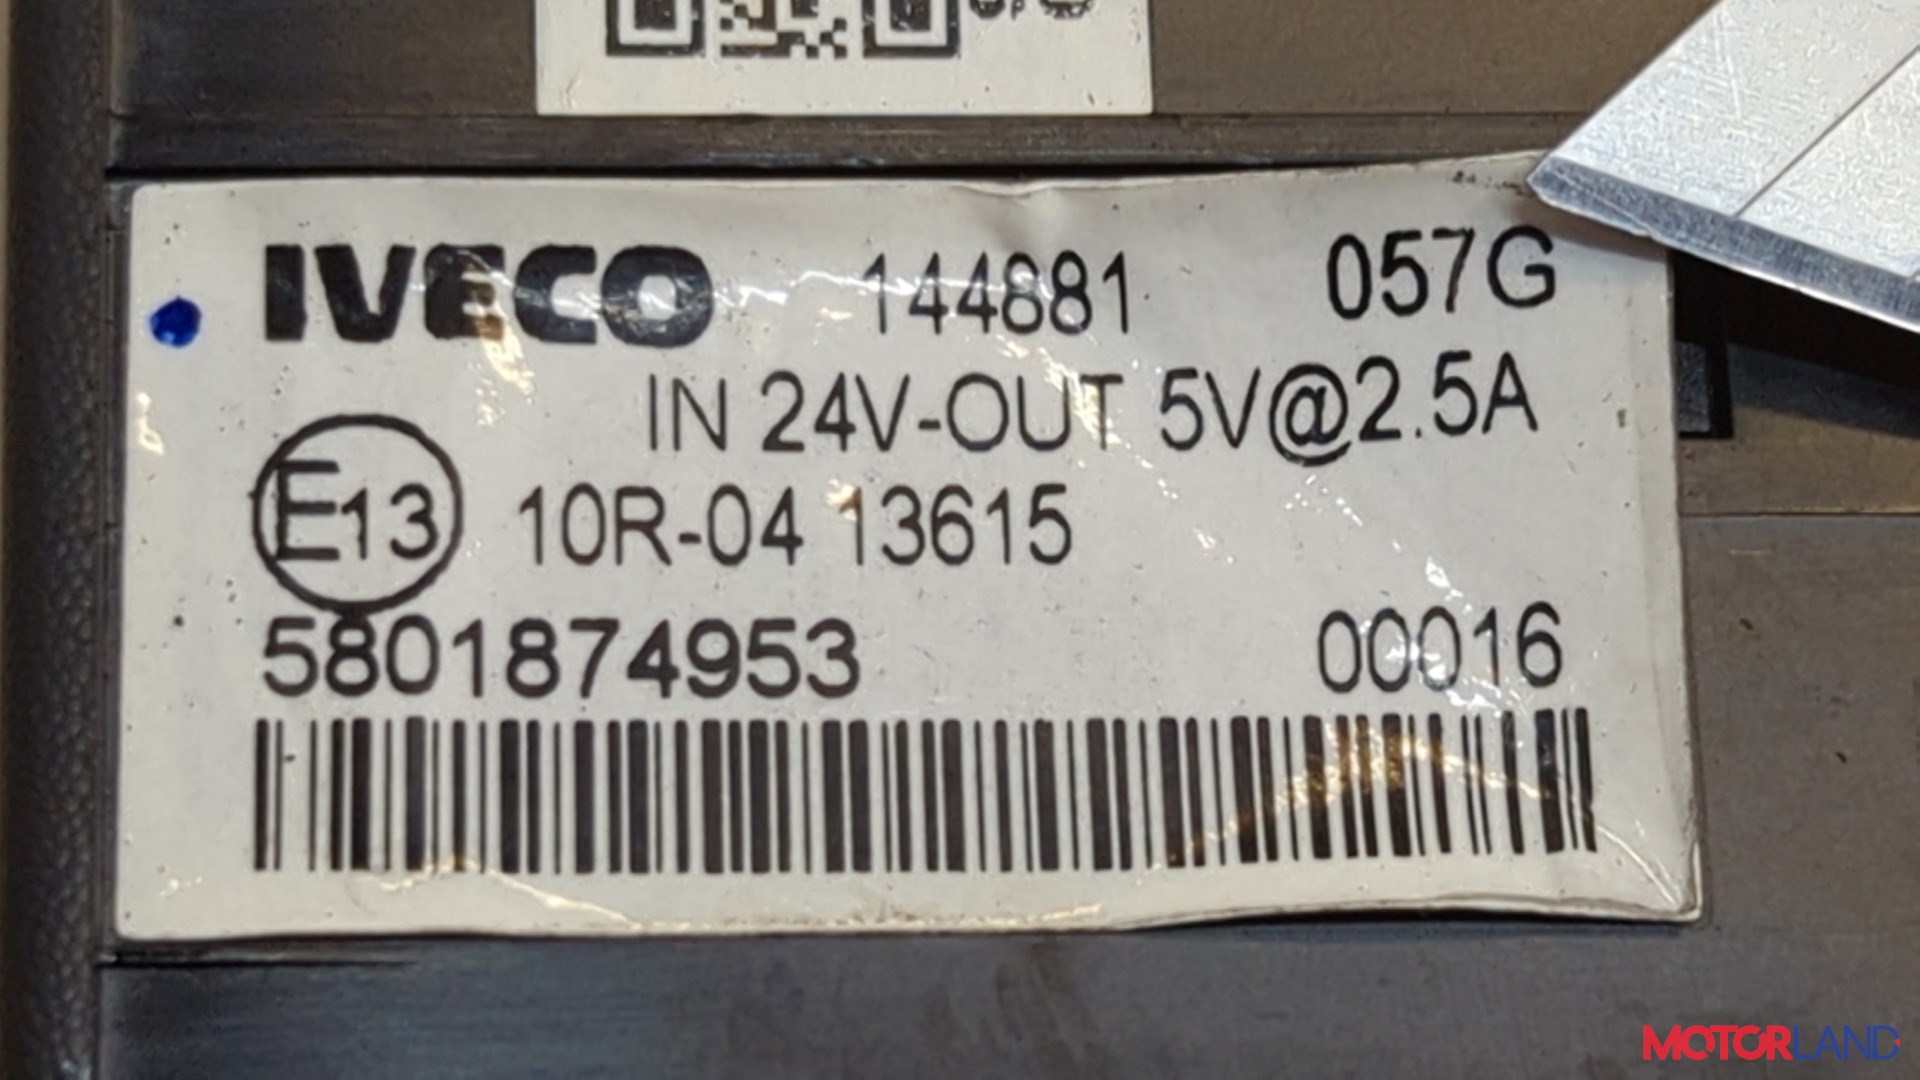 IVECO 144881 057G
IN 24V-OUT 5V@2.5A
E13 10R-04 13615
5801874953 00016
MOTORLAND